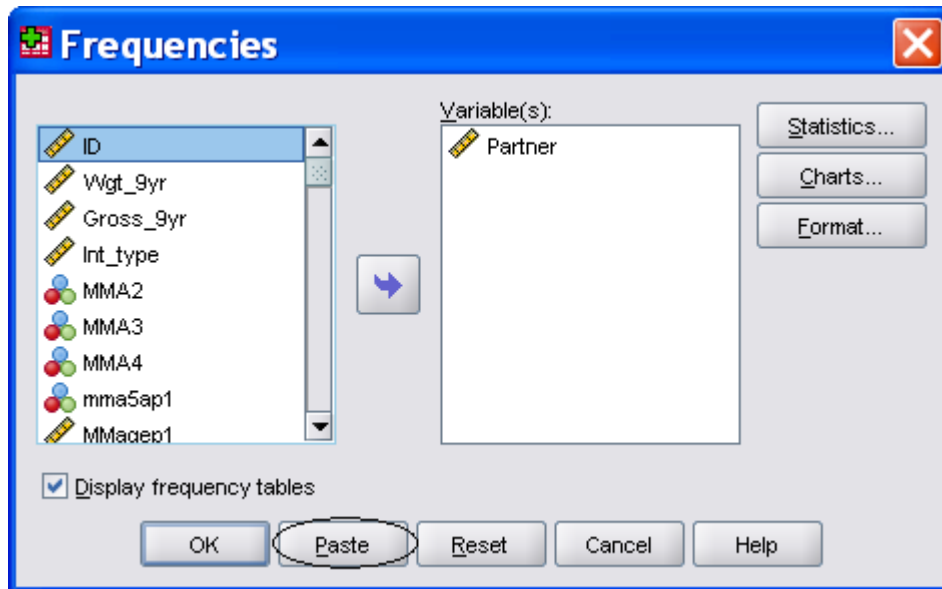 Frequencies
Variable(s):
ID
Wgt_9yr
Gross_9yr
Int_type
MMA2
MMA3
MMA4
mma5ap1
MMagep1
Partner
Statistics...
Charts...
Format...
Display frequency tables
OK
Paste
Reset
Cancel
Help